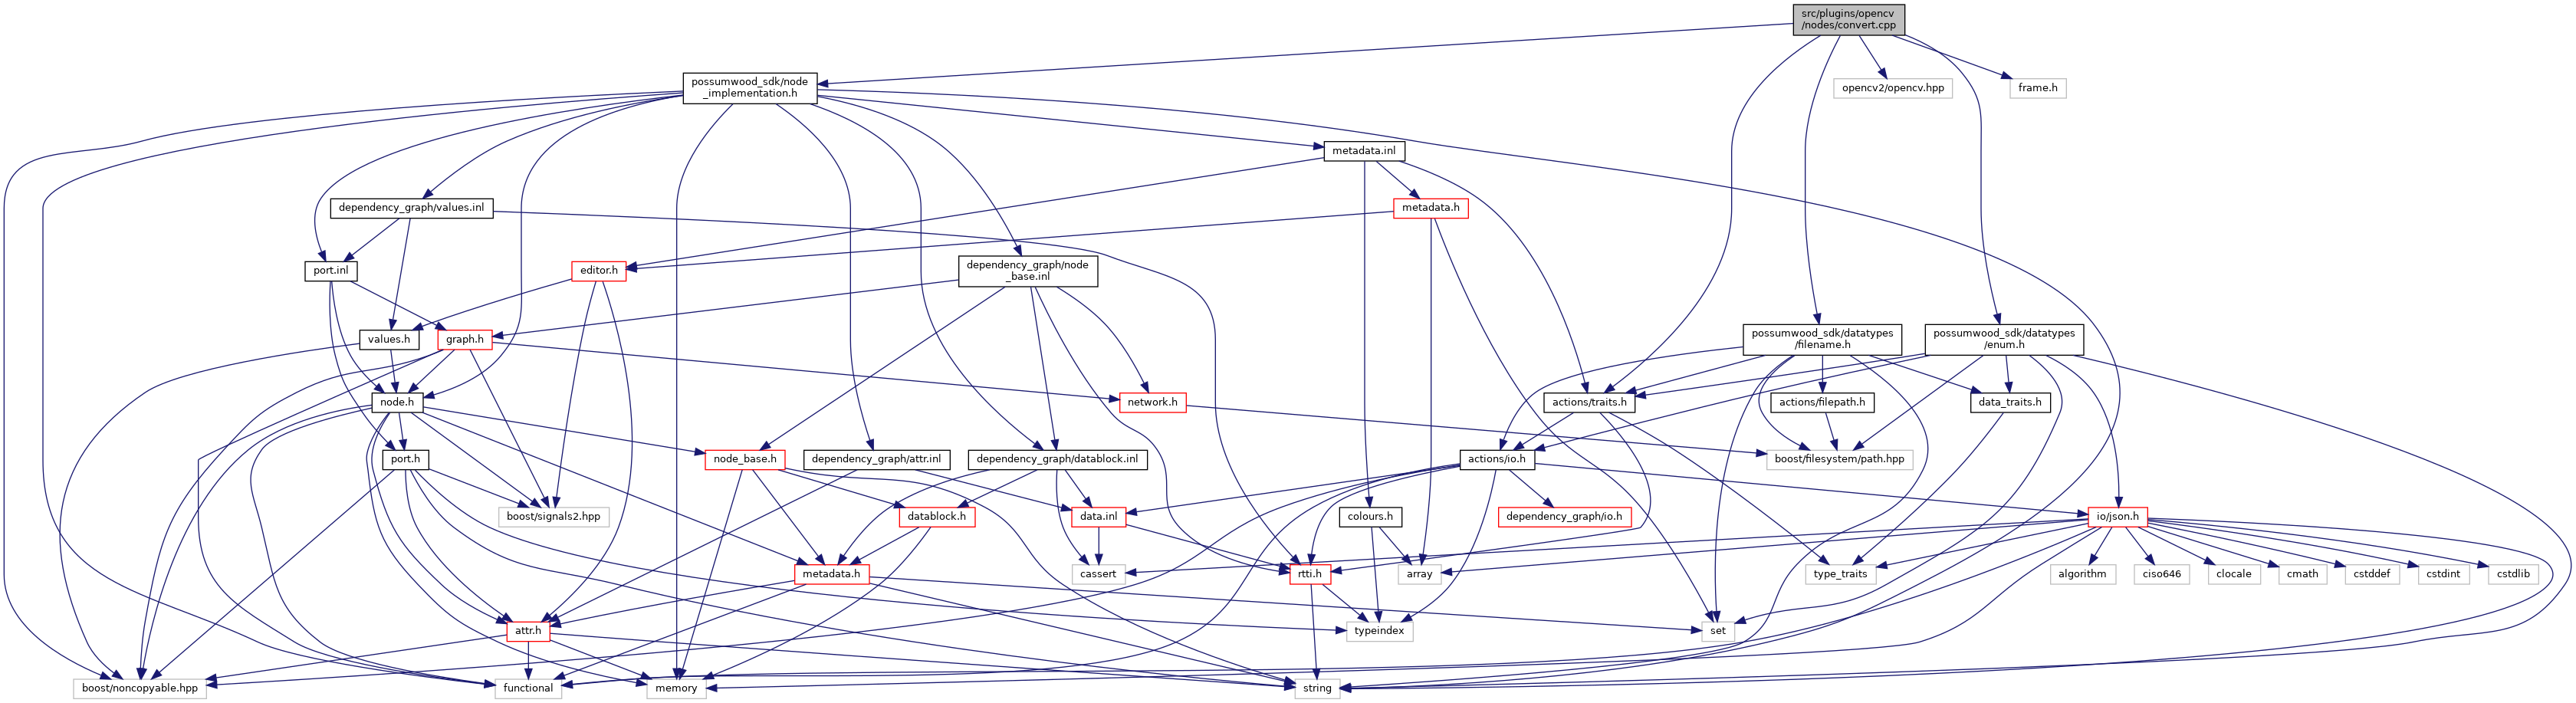 src/plugins/opencv
/nodes/convert.cpp
possumwood_sdk/node
_implementation.h
opencv2/opencv.hpp
frame.h
metadata.inl
dependency_graph/values.inl
metadata.h
port.inl
editor.h
dependency_graph/node
_base.inl
values.h
graph.h
possumwood_sdk/datatypes
/filename.h
possumwood_sdk/datatypes
/enum.h
node.h
network.h
actions/traits.h
actions/filepath.h
data_traits.h
port.h
node_base.h
dependency_graph/attr.inl
dependency_graph/datablock.inl
actions/io.h
boost/filesystem/path.hpp
boost/signals2.hpp
datablock.h
data.inl
colours.h
dependency_graph/io.h
io/json.h
metadata.h
cassert
rtti.h
array
type_traits
algorithm
ciso646
clocale
cmath
cstddef
cstdint
cstdlib
attr.h
typeindex
set
boost/noncopyable.hpp
functional
memory
string